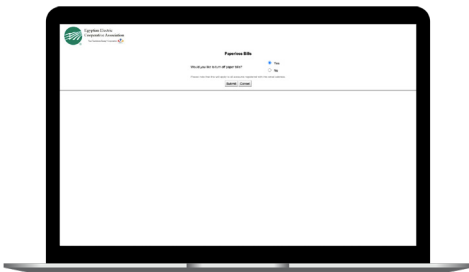 Egyptian Electric
Cooperative Association
Paperless Bills
Would you like to turn off paper bills?
Yes
No
Submit Cancel